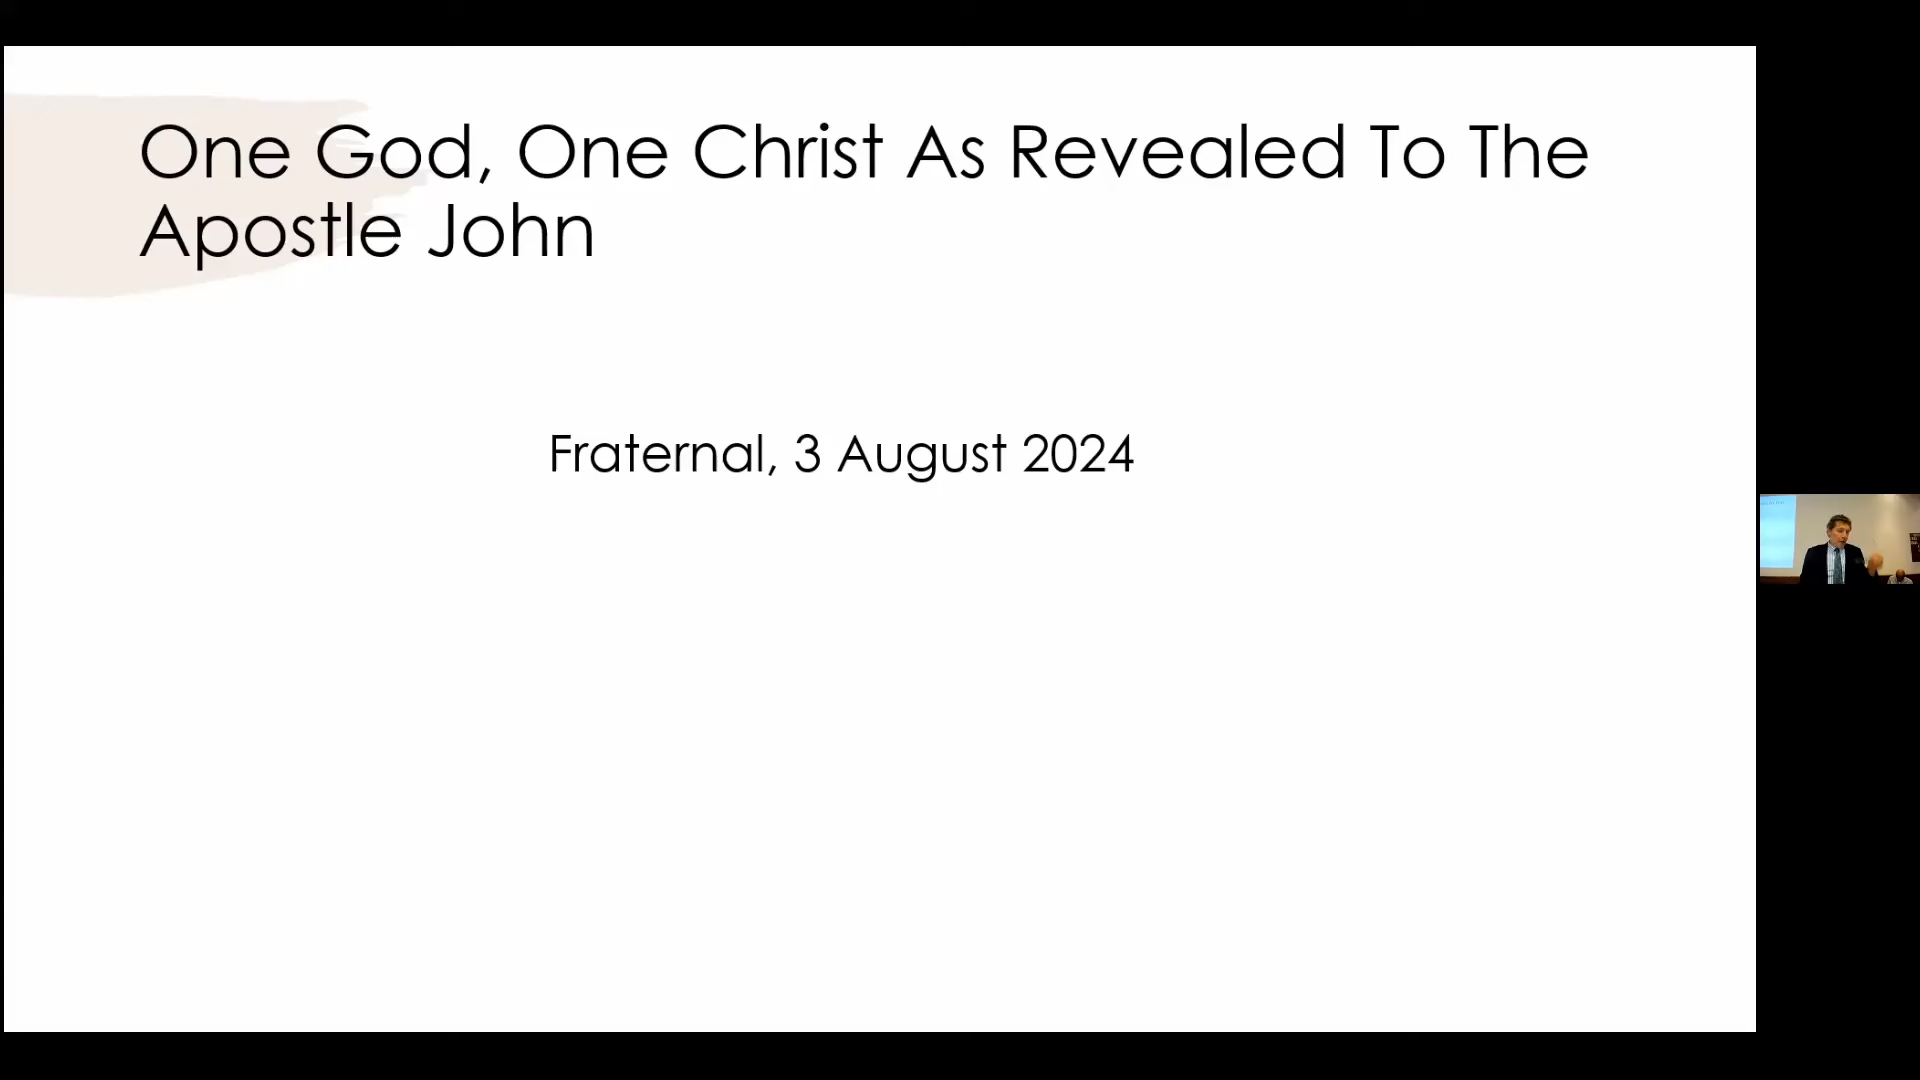 One God, One Christ As Revealed To The
Apostle John
Fraternal, 3 August 2024